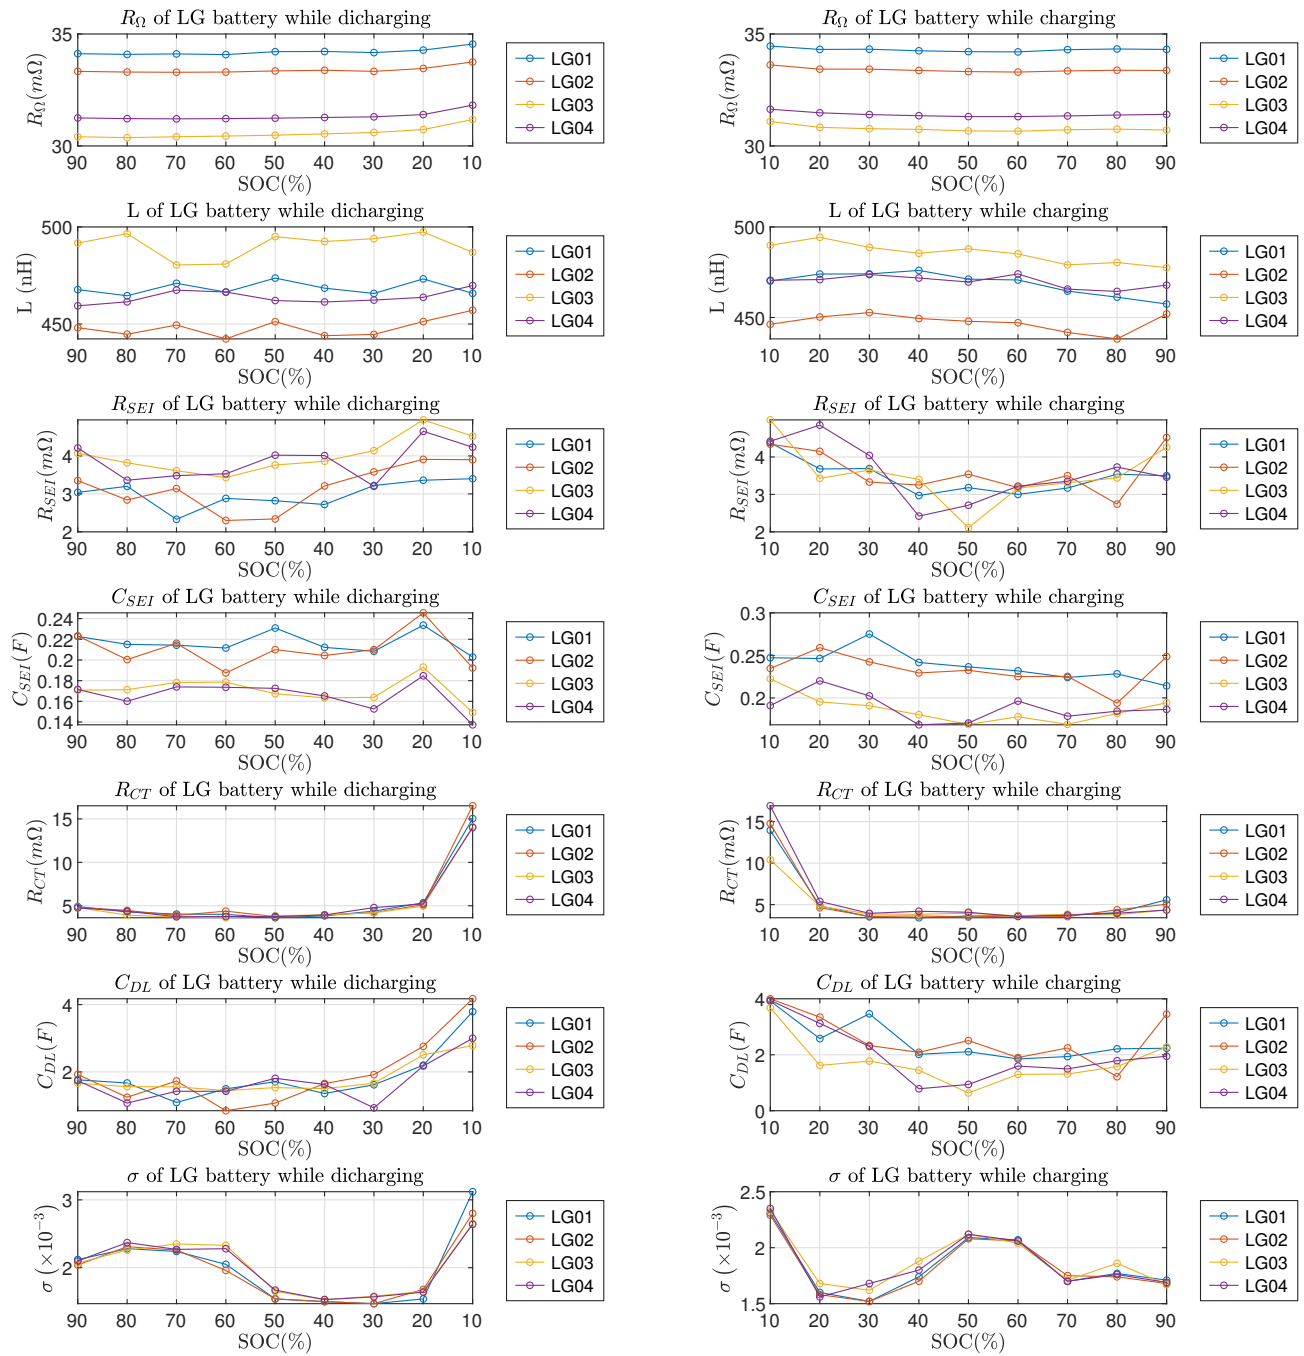 R_Ω of LG battery while dicharging
35
30
R_Ω(mΩ)
90 80 70 60 50 40 30 20 10
SOC(%)
LG01
LG02
LG03
LG04
R_Ω of LG battery while charging
35
30
R_Ω(mΩ)
10 20 30 40 50 60 70 80 90
SOC(%)
LG01
LG02
LG03
LG04
L of LG battery while dicharging
500
450
L (nH)
90 80 70 60 50 40 30 20 10
SOC(%)
LG01
LG02
LG03
LG04
L of LG battery while charging
500
450
L (nH)
10 20 30 40 50 60 70 80 90
SOC(%)
LG01
LG02
LG03
LG04
R_SEI of LG battery while dicharging
4
3
2
R_SEI(mΩ)
90 80 70 60 50 40 30 20 10
SOC(%)
LG01
LG02
LG03
LG04
R_SEI of LG battery while charging
4
3
2
R_SEI(mΩ)
10 20 30 40 50 60 70 80 90
SOC(%)
LG01
LG02
LG03
LG04
C_SEI of LG battery while dicharging
0.24
0.22
0.2
0.18
0.16
0.14
C_SEI(F)
90 80 70 60 50 40 30 20 10
SOC(%)
LG01
LG02
LG03
LG04
C_SEI of LG battery while charging
0.3
0.25
0.2
C_SEI(F)
10 20 30 40 50 60 70 80 90
SOC(%)
LG01
LG02
LG03
LG04
R_CT of LG battery while dicharging
15
10
5
R_CT(mΩ)
90 80 70 60 50 40 30 20 10
SOC(%)
LG01
LG02
LG03
LG04
R_CT of LG battery while charging
15
10
5
R_CT(mΩ)
10 20 30 40 50 60 70 80 90
SOC(%)
LG01
LG02
LG03
LG04
C_DL of LG battery while dicharging
4
2
C_DL(F)
90 80 70 60 50 40 30 20 10
SOC(%)
LG01
LG02
LG03
LG04
C_DL of LG battery while charging
4
2
0
C_DL(F)
10 20 30 40 50 60 70 80 90
SOC(%)
LG01
LG02
LG03
LG04
σ of LG battery while dicharging
3
2
σ (×10⁻³)
90 80 70 60 50 40 30 20 10
SOC(%)
LG01
LG02
LG03
LG04
σ of LG battery while charging
2.5
2
1.5
σ (×10⁻³)
10 20 30 40 50 60 70 80 90
SOC(%)
LG01
LG02
LG03
LG04